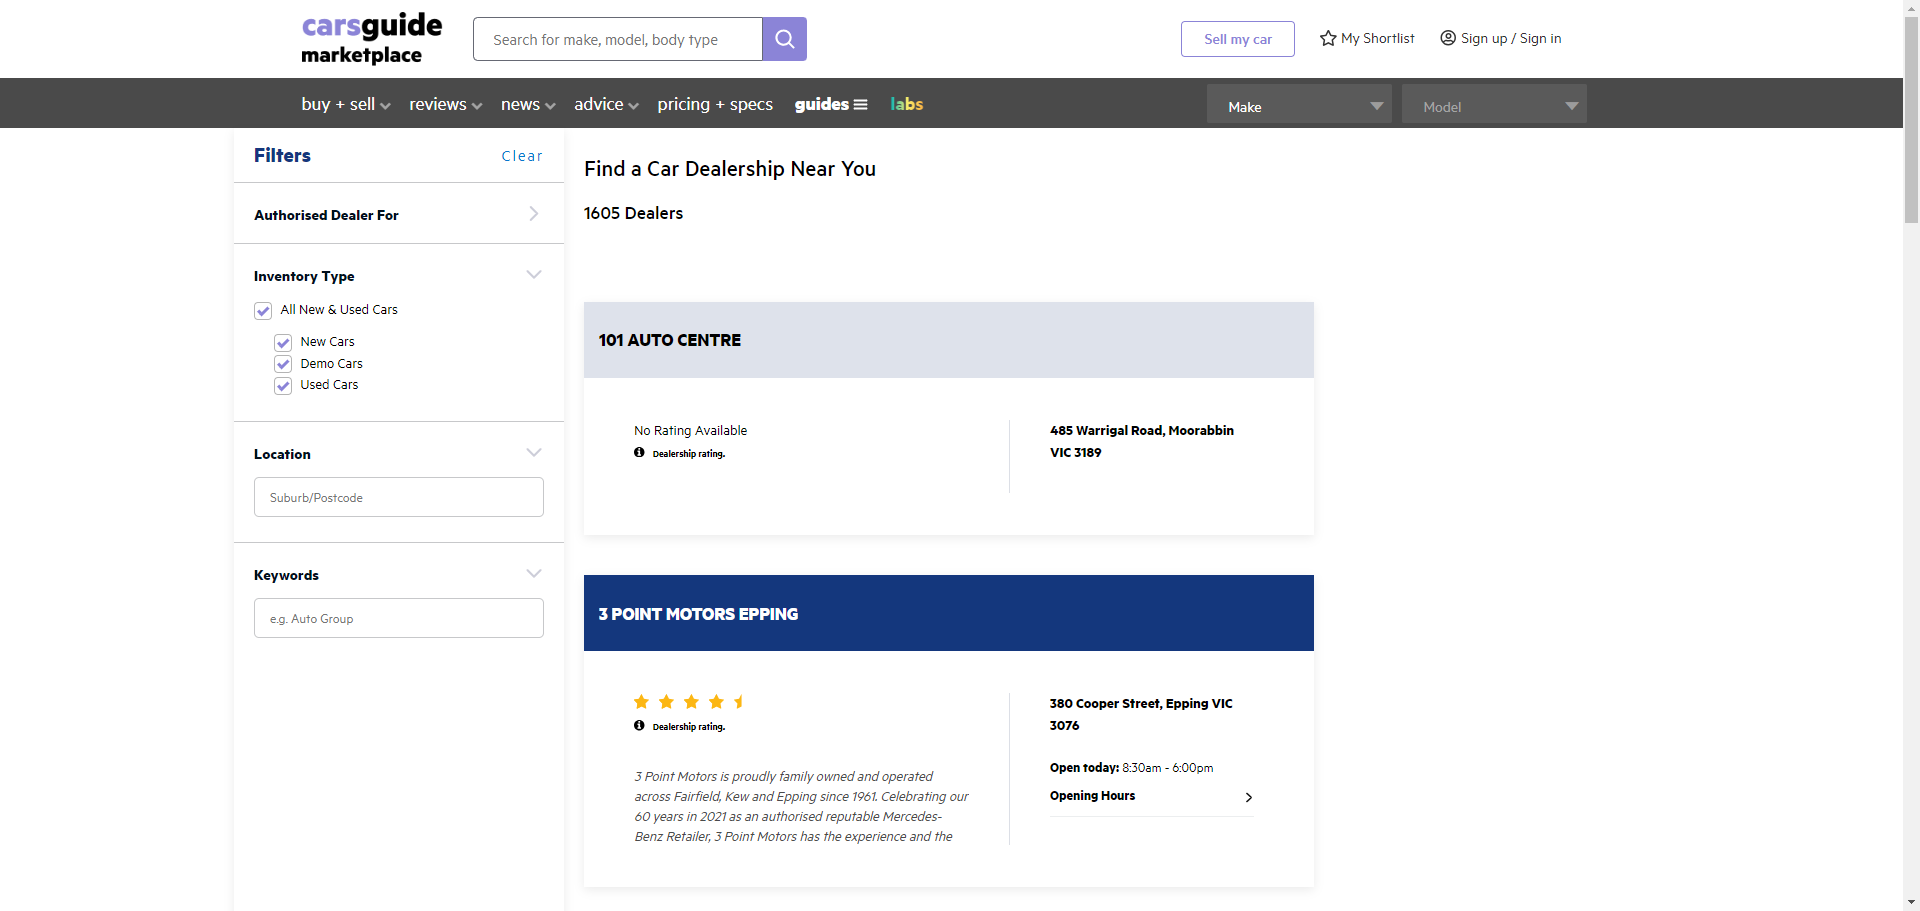 carsguide
marketplace
Search for make, model, body type
Sell my car
My Shortlist
Sign up / Sign in
buy + sell
reviews
news
advice
pricing + specs
guides
labs
Make
Model
Filters
Clear
Authorised Dealer For
Inventory Type
All New & Used Cars
New Cars
Demo Cars
Used Cars
Location
Suburb/Postcode
Keywords
e.g. Auto Group
Find a Car Dealership Near You
1605 Dealers
101 AUTO CENTRE
No Rating Available
Dealership rating.
485 Warrigal Road, Moorabbin
VIC 3189
3 POINT MOTORS EPPING
Dealership rating.
3 Point Motors is proudly family owned and operated
across Fairfield, Kew and Epping since 1961. Celebrating our
60 years in 2021 as an authorised reputable Mercedes-
Benz Retailer, 3 Point Motors has the experience and the
380 Cooper Street, Epping VIC
3076
Open today: 8:30am - 6:00pm
Opening Hours